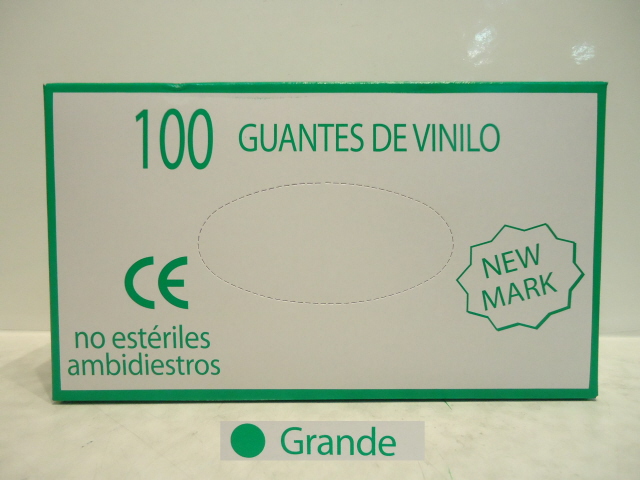 100 GUANTES DE VINILO
NEW
MARK
CE
no estériles
ambidiestros
Grande